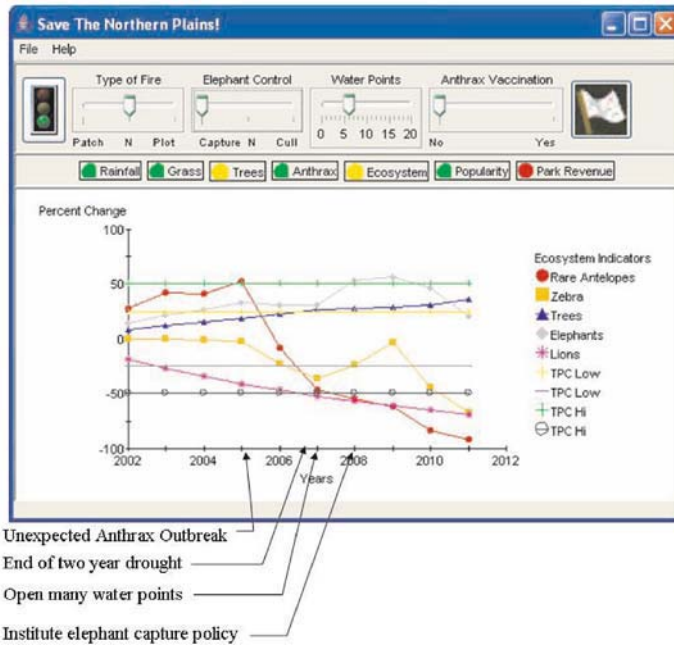 Save The Northern Plains!
File Help
Type of Fire Elephant Control Water Points Anthrax Vaccination
0 5 10 15 20
Patch N Plot Capture N Cull No Yes
Rainfall Grass Trees Anthrax Ecosystem Popularity Park Revenue
Percent Change
100
50
0
-50
-100
2002 2004 2006 2008 2010 2012
Years
Ecosystem Indicators
Rare Antelopes
Zebra
Trees
Elephants
Lions
TPC Low
TPC Low
TPC Hi
TPC Hi
Unexpected Anthrax Outbreak
End of two year drought
Open many water points
Institute elephant capture policy